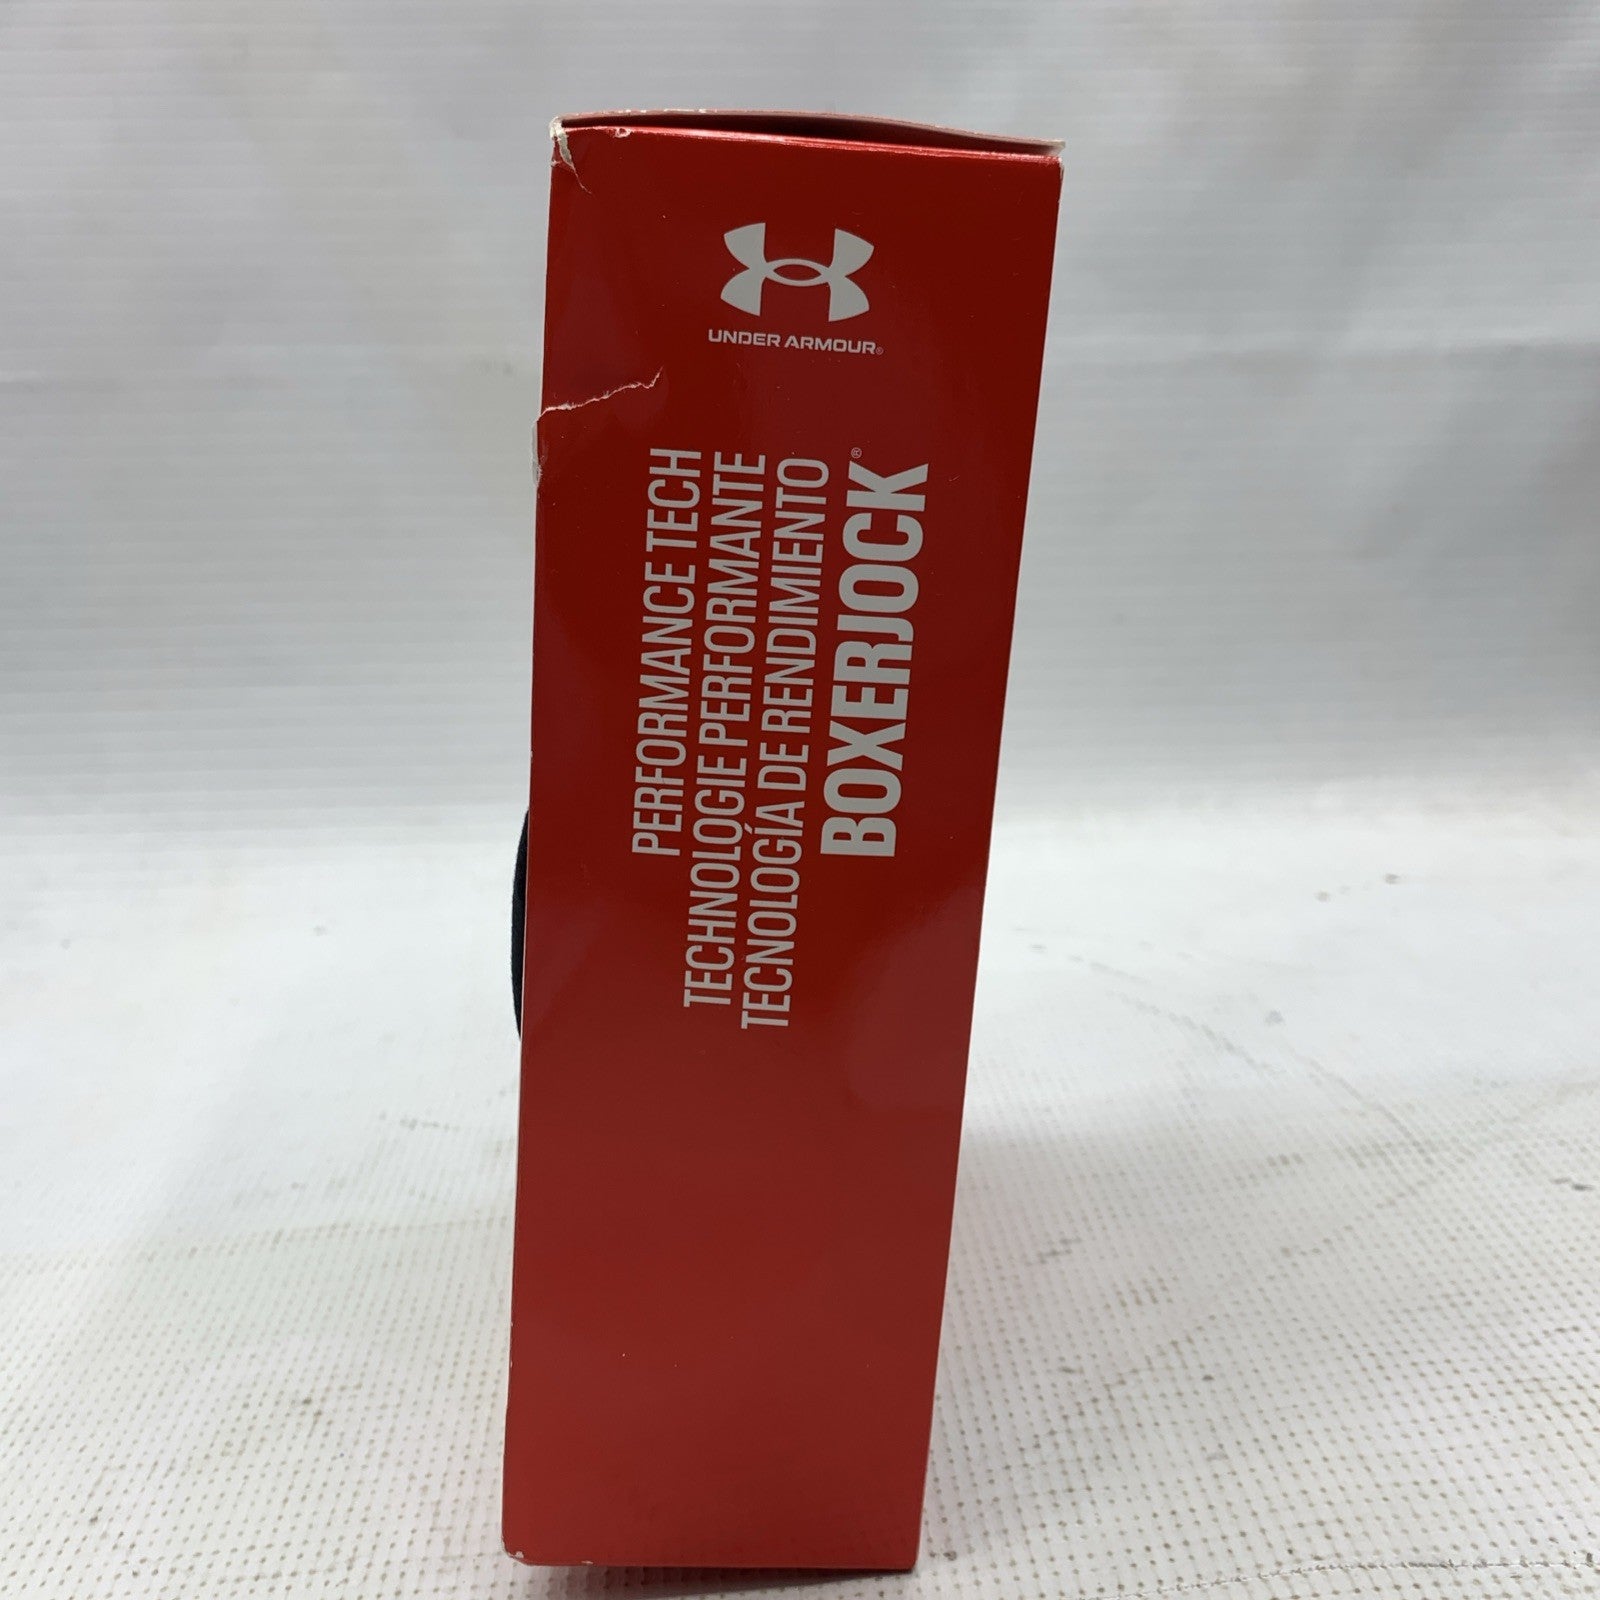 UNDER ARMOUR®
PERFORMANCE TECH
TECHNOLOGIE PERFORMANTE
TECNOLOGÍA DE RENDIMIENTO
BOXERJOCK®